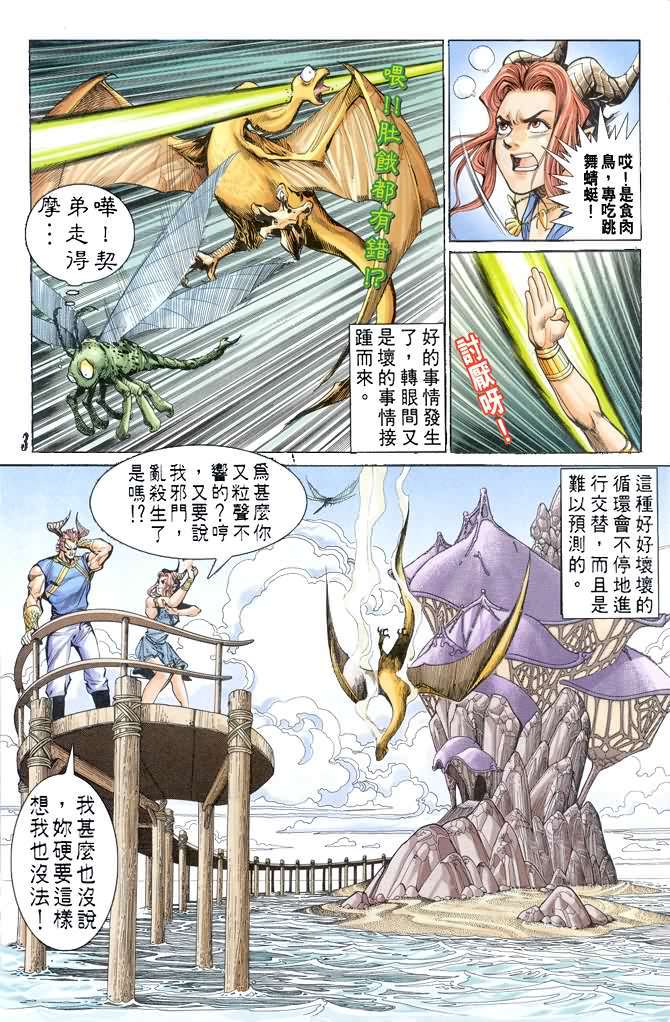 哎！是食肉
鳥，專吃跳
舞蜻蜓！
討厭呀！
喂!!肚餓都有錯!?
嘩！契
弟走得
摩…
好的事情發生
了，轉眼間又
是壞的事情接
踵而來。
3
這種好好壞壞的
循環會不停地進
行交替，而且是
難以預測的。
為甚麼你
又粒聲不
響的？哼
，又要說
我邪門，
亂殺生了
是嗎!?
我甚麼也沒說
，妳硬要這樣
想我也沒法！